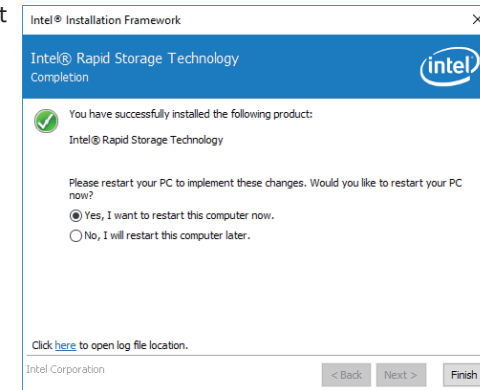 t
Intel® Installation Framework
Intel® Rapid Storage Technology
Completion
intel
You have successfully installed the following product:
Intel® Rapid Storage Technology
Please restart your PC to implement these changes. Would you like to restart your PC
now?
Yes, I want to restart this computer now.
No, I will restart this computer later.
Click here to open log file location.
Intel Corporation
< Back Next > Finish